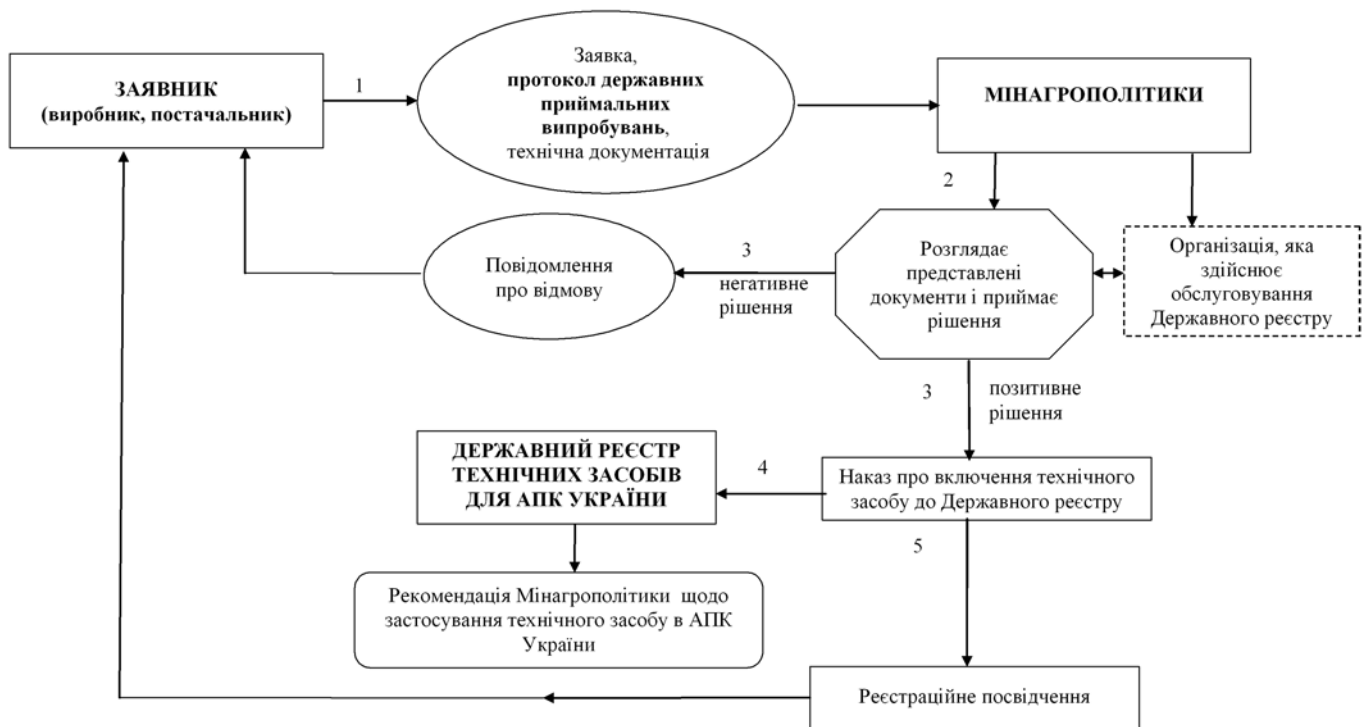 ЗАЯВНИК
(виробник, постачальник)
1
Заявка,
протокол державних
приймальних
випробувань,
технічна документація
МІНАГРОПОЛІТИКИ
2
Розглядає
представлені
документи і приймає
рішення
Організація, яка
здійснює
обслуговування
Державного реєстру
3
негативне
рішення
Повідомлення
про відмову
3
позитивне
рішення
Наказ про включення технічного
засобу до Державного реєстру
4
ДЕРЖАВНИЙ РЕЄСТР
ТЕХНІЧНИХ ЗАСОБІВ
ДЛЯ АПК УКРАЇНИ
5
Рекомендація Мінагрополітики щодо
застосування технічного засобу в АПК
України
Реєстраційне посвідчення